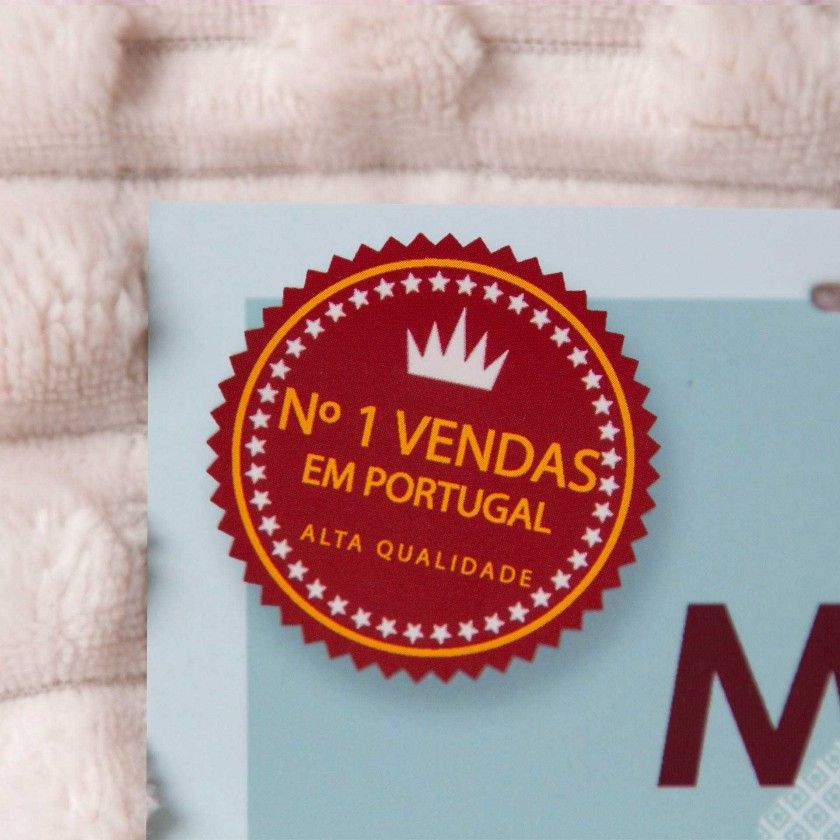 Nº 1 VENDAS
EM PORTUGAL
ALTA QUALIDADE
M